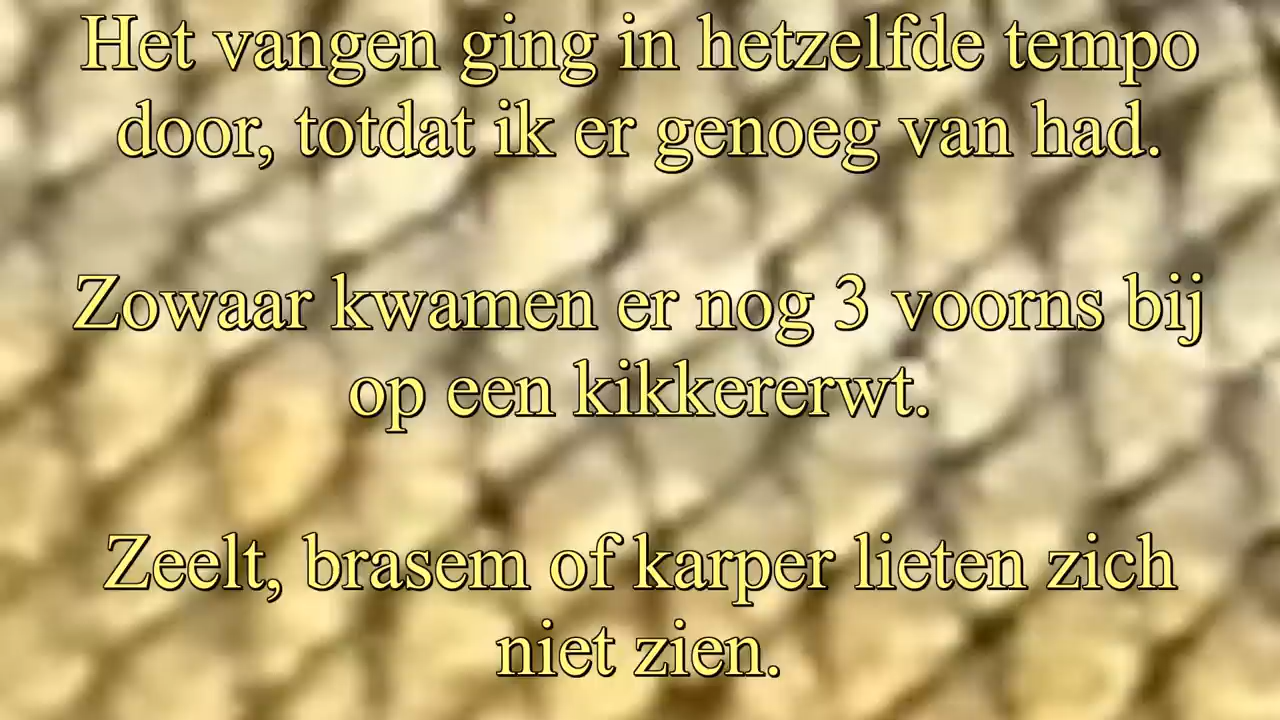 Het vangen ging in hetzelfde tempo
door, totdat ik er genoeg van had.
Zowaar kwamen er nog 3 voorns bij
op een kikkererwt.
Zeelt, brasem of karper lieten zich
niet zien.